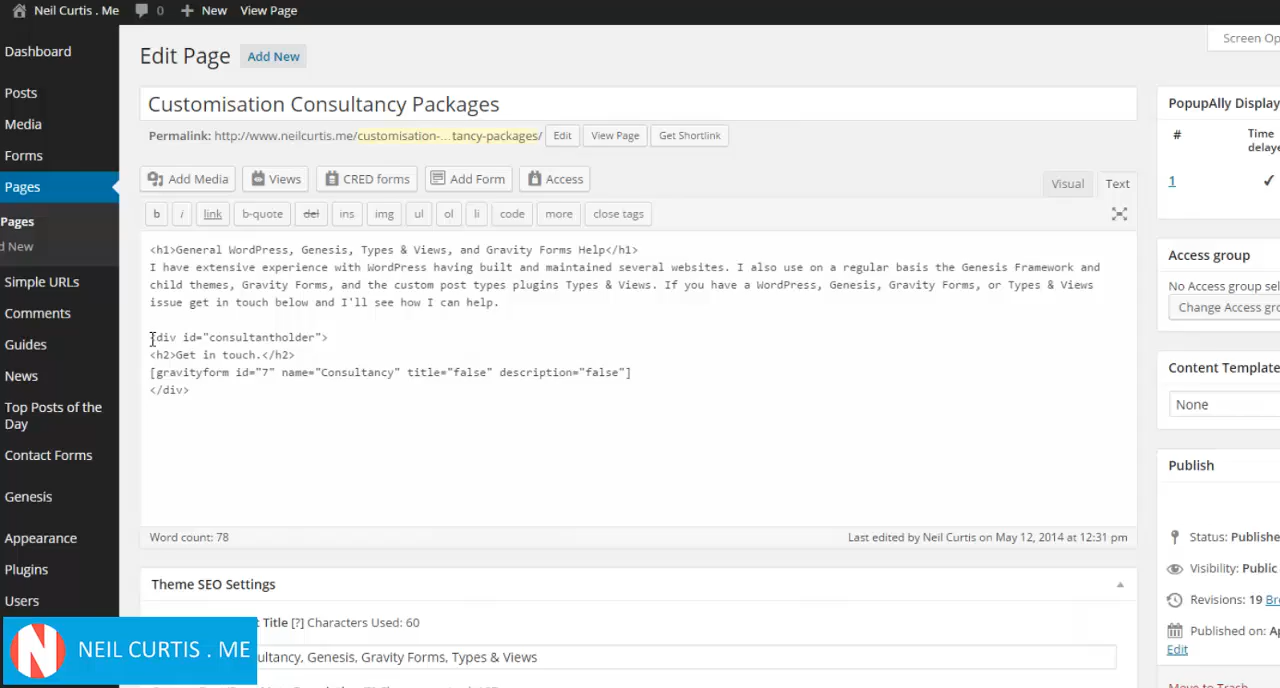 Neil Curtis . Me 0 New View Page
Screen Op
Dashboard
Posts
Media
Forms
Pages
Pages
d New
Simple URLs
Comments
Guides
News
Top Posts of the
Day
Contact Forms
Genesis
Appearance
Plugins
Users
Edit Page Add New
Customisation Consultancy Packages
Permalink: http://www.neilcurtis.me/customisation-...tancy-packages/ Edit View Page Get Shortlink
Add Media Views CRED forms Add Form Access
Visual Text
b i link b-quote del ins img ul ol li code more close tags
<h1>General WordPress, Genesis, Types & Views, and Gravity Forms Help</h1>
I have extensive experience with WordPress having built and maintained several websites. I also use on a regular basis the Genesis Framework and
child themes, Gravity Forms, and the custom post types plugins Types & Views. If you have a WordPress, Genesis, Gravity Forms, or Types & Views
issue get in touch below and I'll see how I can help.
<div id="consultantholder">
<h2>Get in touch.</h2>
[gravityform id="7" name="Consultancy" title="false" description="false"]
</div>
Word count: 78 Last edited by Neil Curtis on May 12, 2014 at 12:31 pm
Theme SEO Settings
Title [?] Characters Used: 60
ultancy, Genesis, Gravity Forms, Types & Views
PopupAlly Display
# Time
delaye
1
Access group
No Access group sel
Change Access gro
Content Template
None
Publish
Status: Publishe
Visibility: Public
Revisions: 19 Br
Published on: Ap
Edit
Move to Trash
N NEIL CURTIS . ME